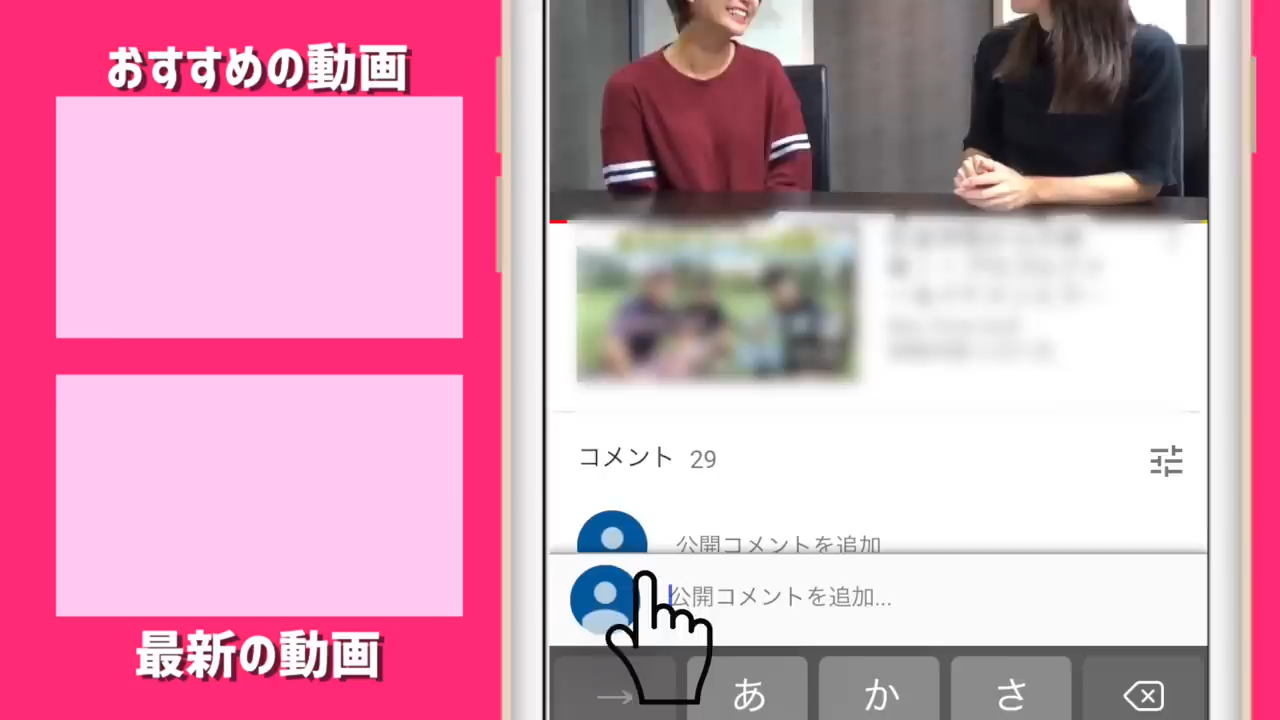 おすすめの動画
最新の動画
コメント 29
公開コメントを追加
公開コメントを追加...
→ あ か さ